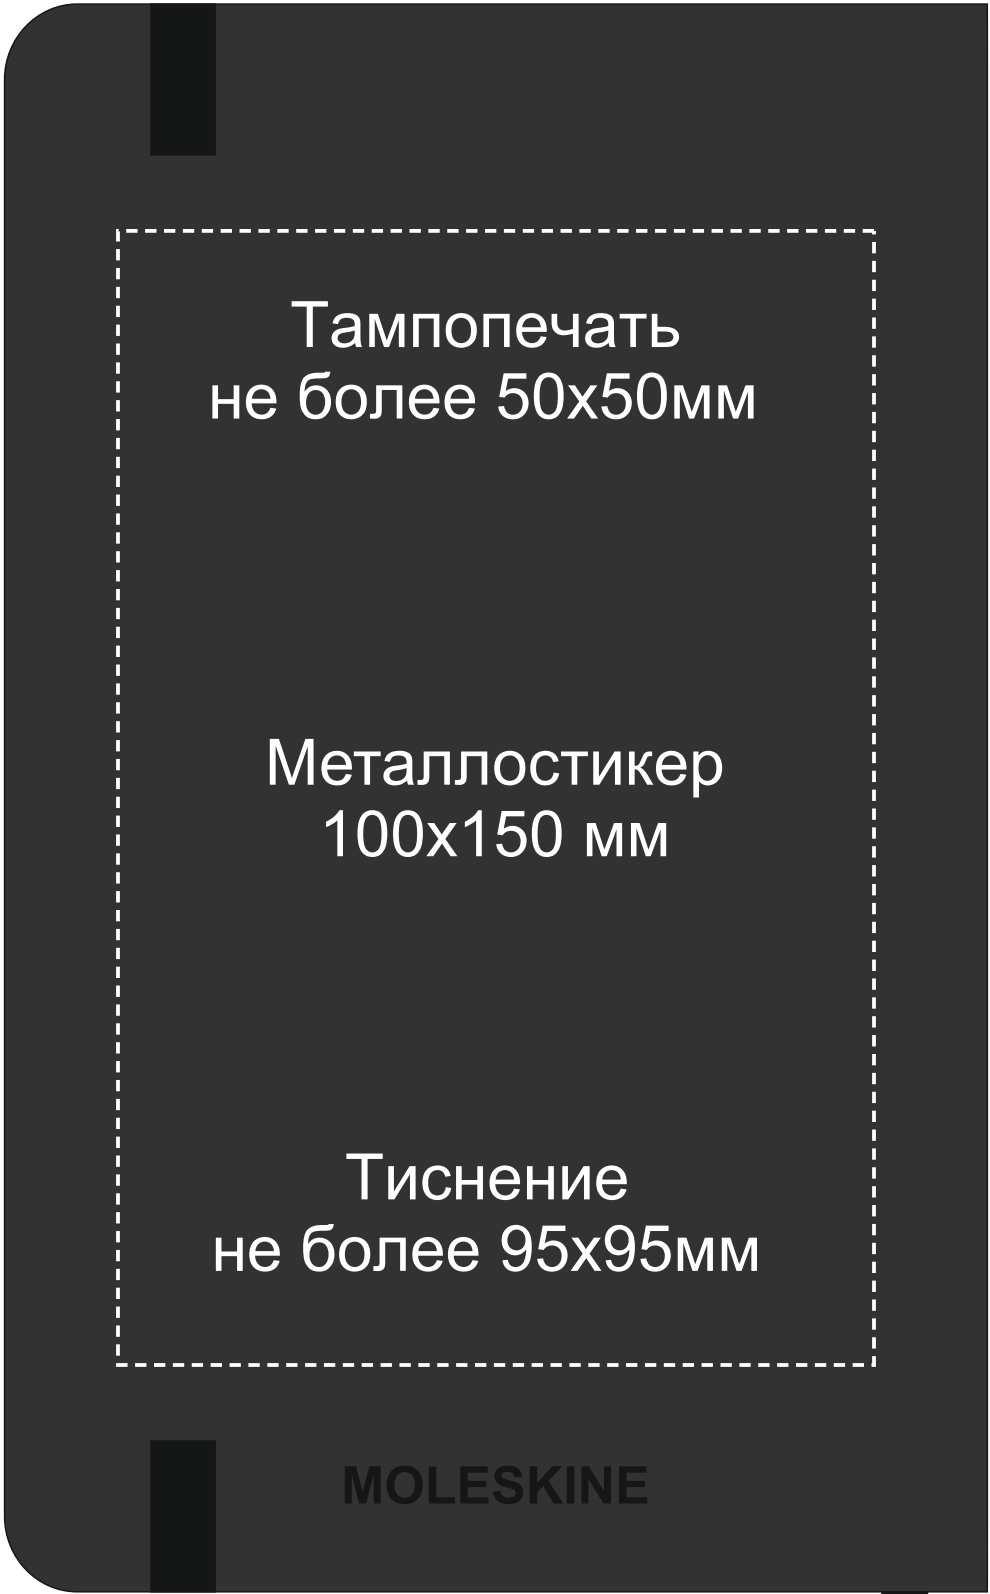 Тампопечать
не более 50х50мм
Металлостикер
100х150 мм
Тиснение
не более 95х95мм
MOLESKINE